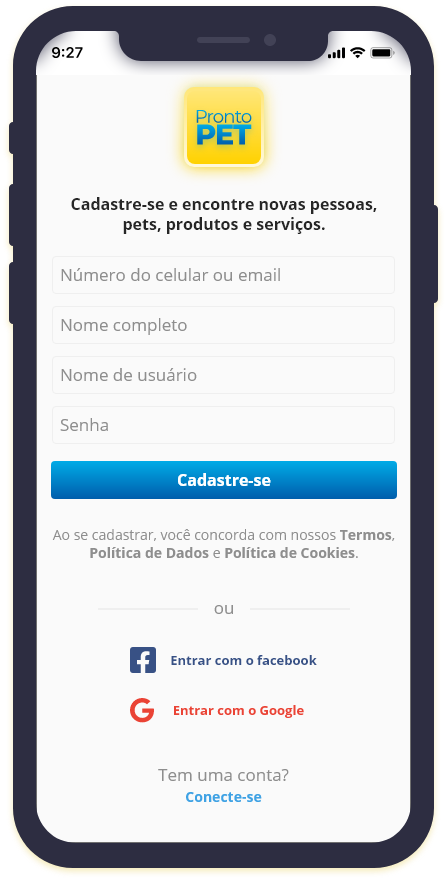 9:27
Pronto
PET
Cadastre-se e encontre novas pessoas,
pets, produtos e serviços.
Número do celular ou email
Nome completo
Nome de usuário
Senha
Cadastre-se
Ao se cadastrar, você concorda com nossos Termos,
Política de Dados e Política de Cookies.
ou
Entrar com o facebook
Entrar com o Google
Tem uma conta?
Conecte-se